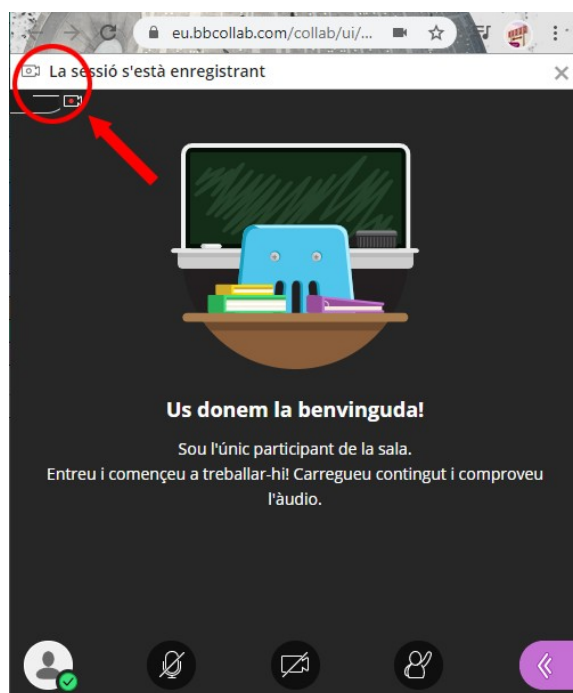 eu.bbcollab.com/collab/ui/...
La sessió s'està enregistrant
Us donem la benvinguda!
Sou l'únic participant de la sala.
Entreu i comenceu a treballar-hi! Carregueu contingut i comproveu
l'àudio.